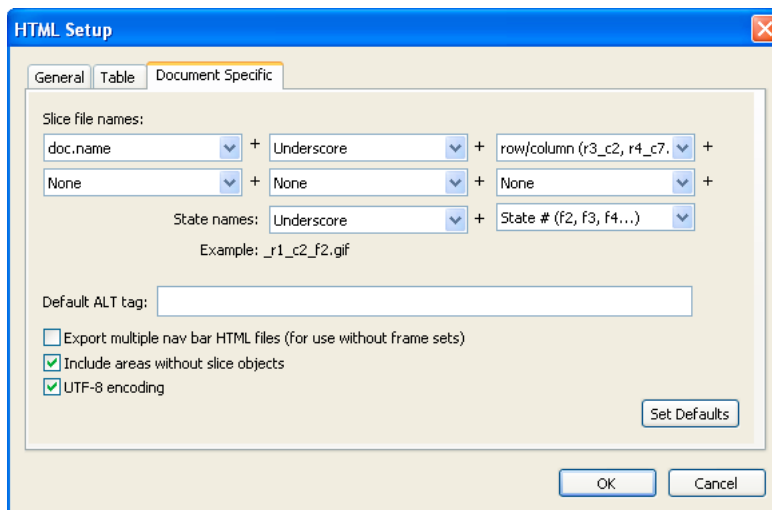 HTML Setup
General Table Document Specific
Slice file names:
doc.name + Underscore + row/column (r3_c2, r4_c7. +
None + None + None +
State names: Underscore + State # (f2, f3, f4...)
Example: _r1_c2_f2.gif
Default ALT tag:
Export multiple nav bar HTML files (for use without frame sets)
Include areas without slice objects
UTF-8 encoding
Set Defaults
OK Cancel